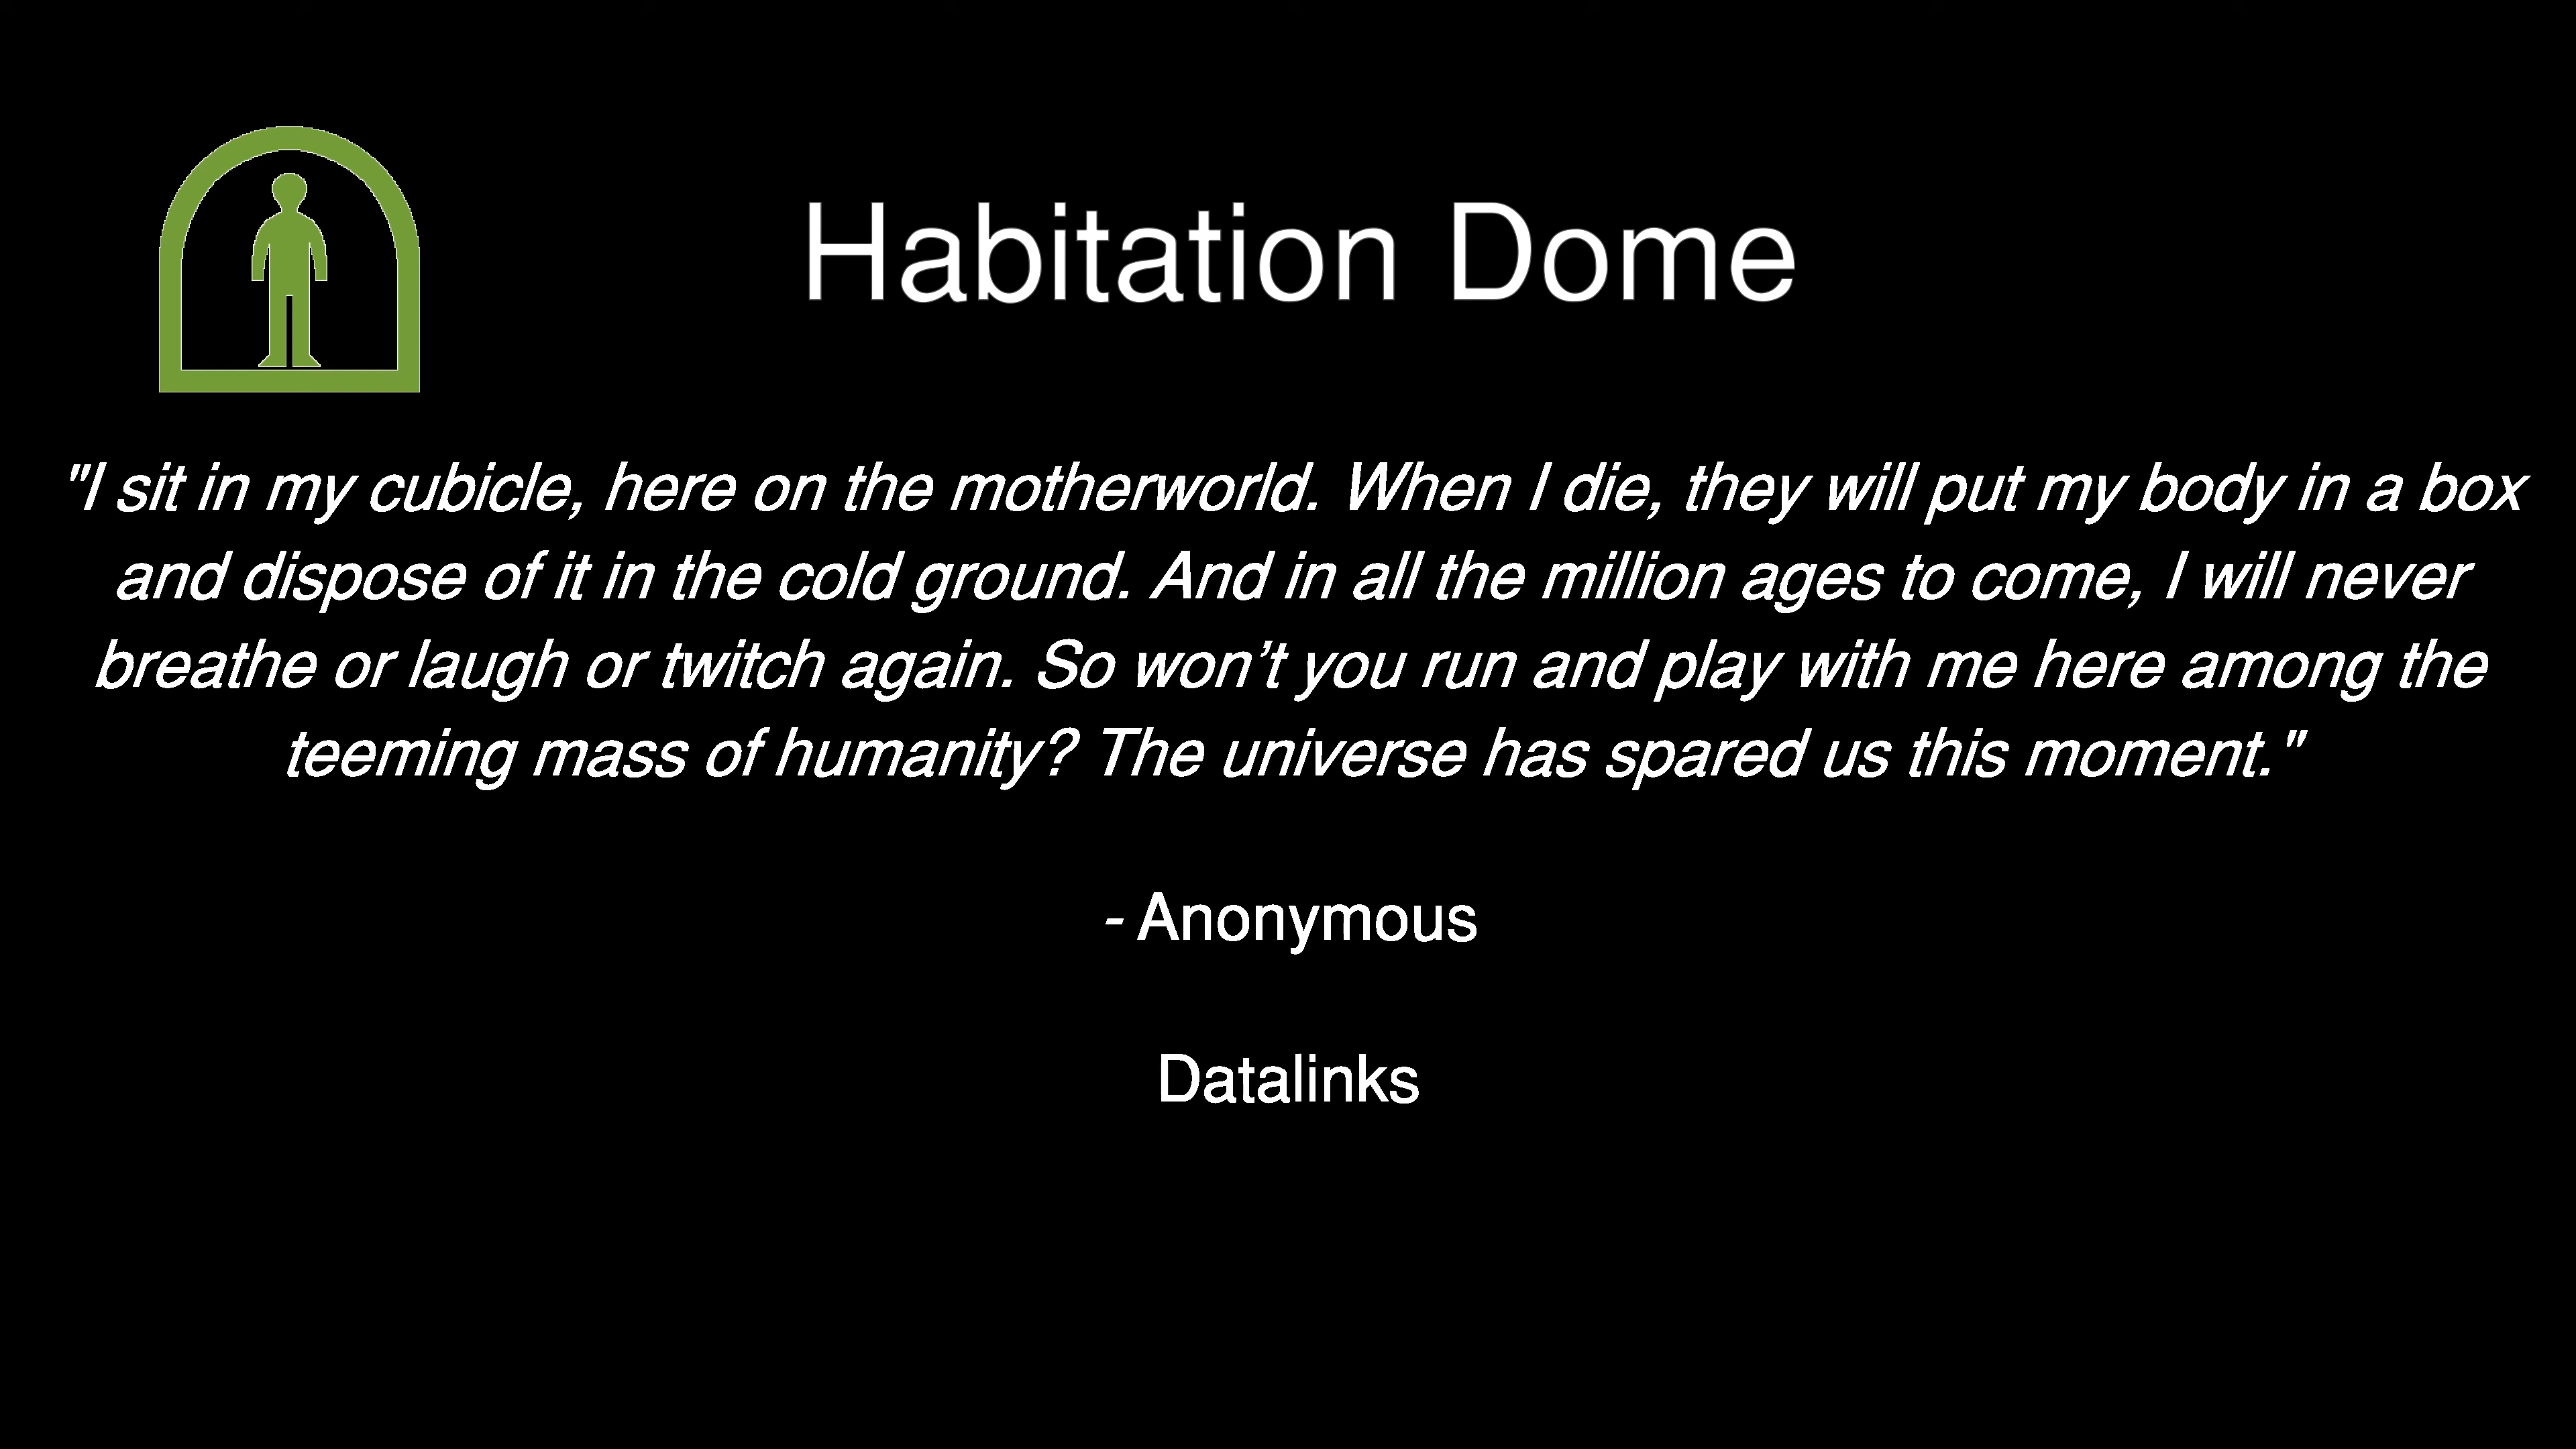 Habitation Dome
"I sit in my cubicle, here on the motherworld. When I die, they will put my body in a box
and dispose of it in the cold ground. And in all the million ages to come, I will never
breathe or laugh or twitch again. So won’t you run and play with me here among the
teeming mass of humanity? The universe has spared us this moment."
- Anonymous
Datalinks